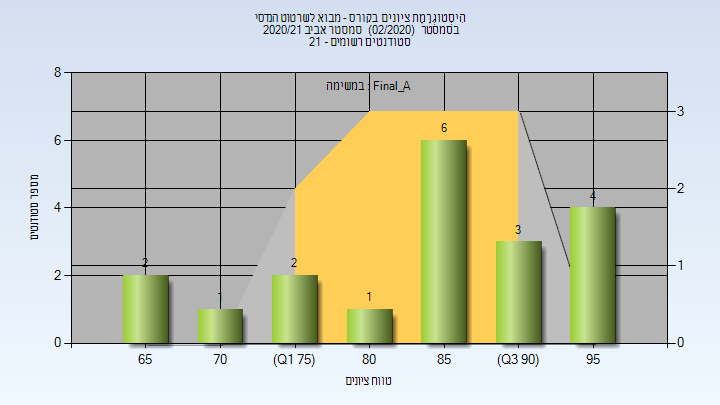 היסטוגרמת ציונים בקורס - מבוא לשרטוט הנדסי
בסמסטר (02/2020) סמסטר אביב 2020/21
סטודנטים רשומים - 21
במשימה : Final_A
8
6
4
2
0
3
2
1
0
מספר סטודנטים
2
1
2
1
6
3
4
65
70
(Q1 75)
80
85
(Q3 90)
95
טווח ציונים